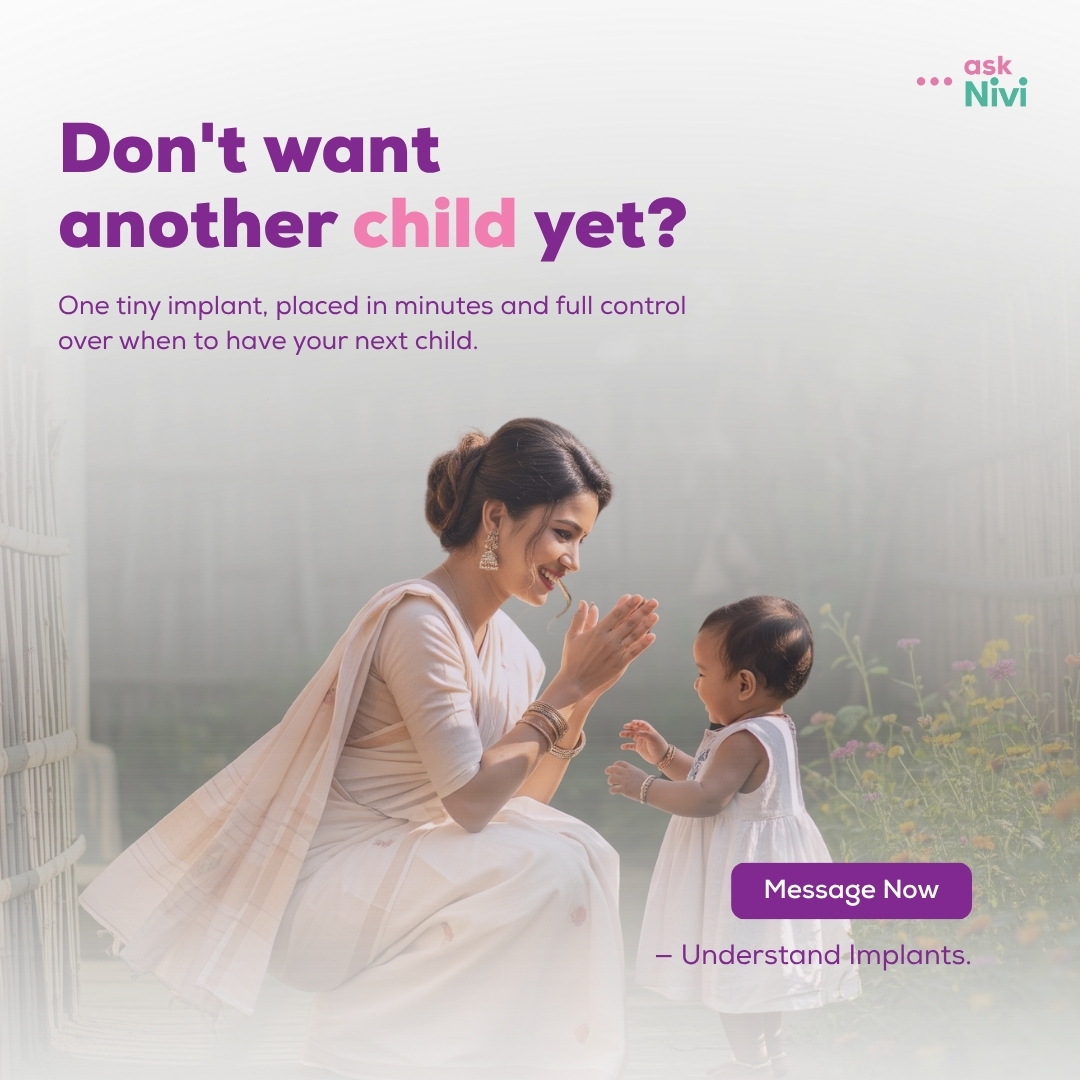 ask
Nivi
Don't want
another child yet?
One tiny implant, placed in minutes and full control
over when to have your next child.
Message Now
– Understand Implants.